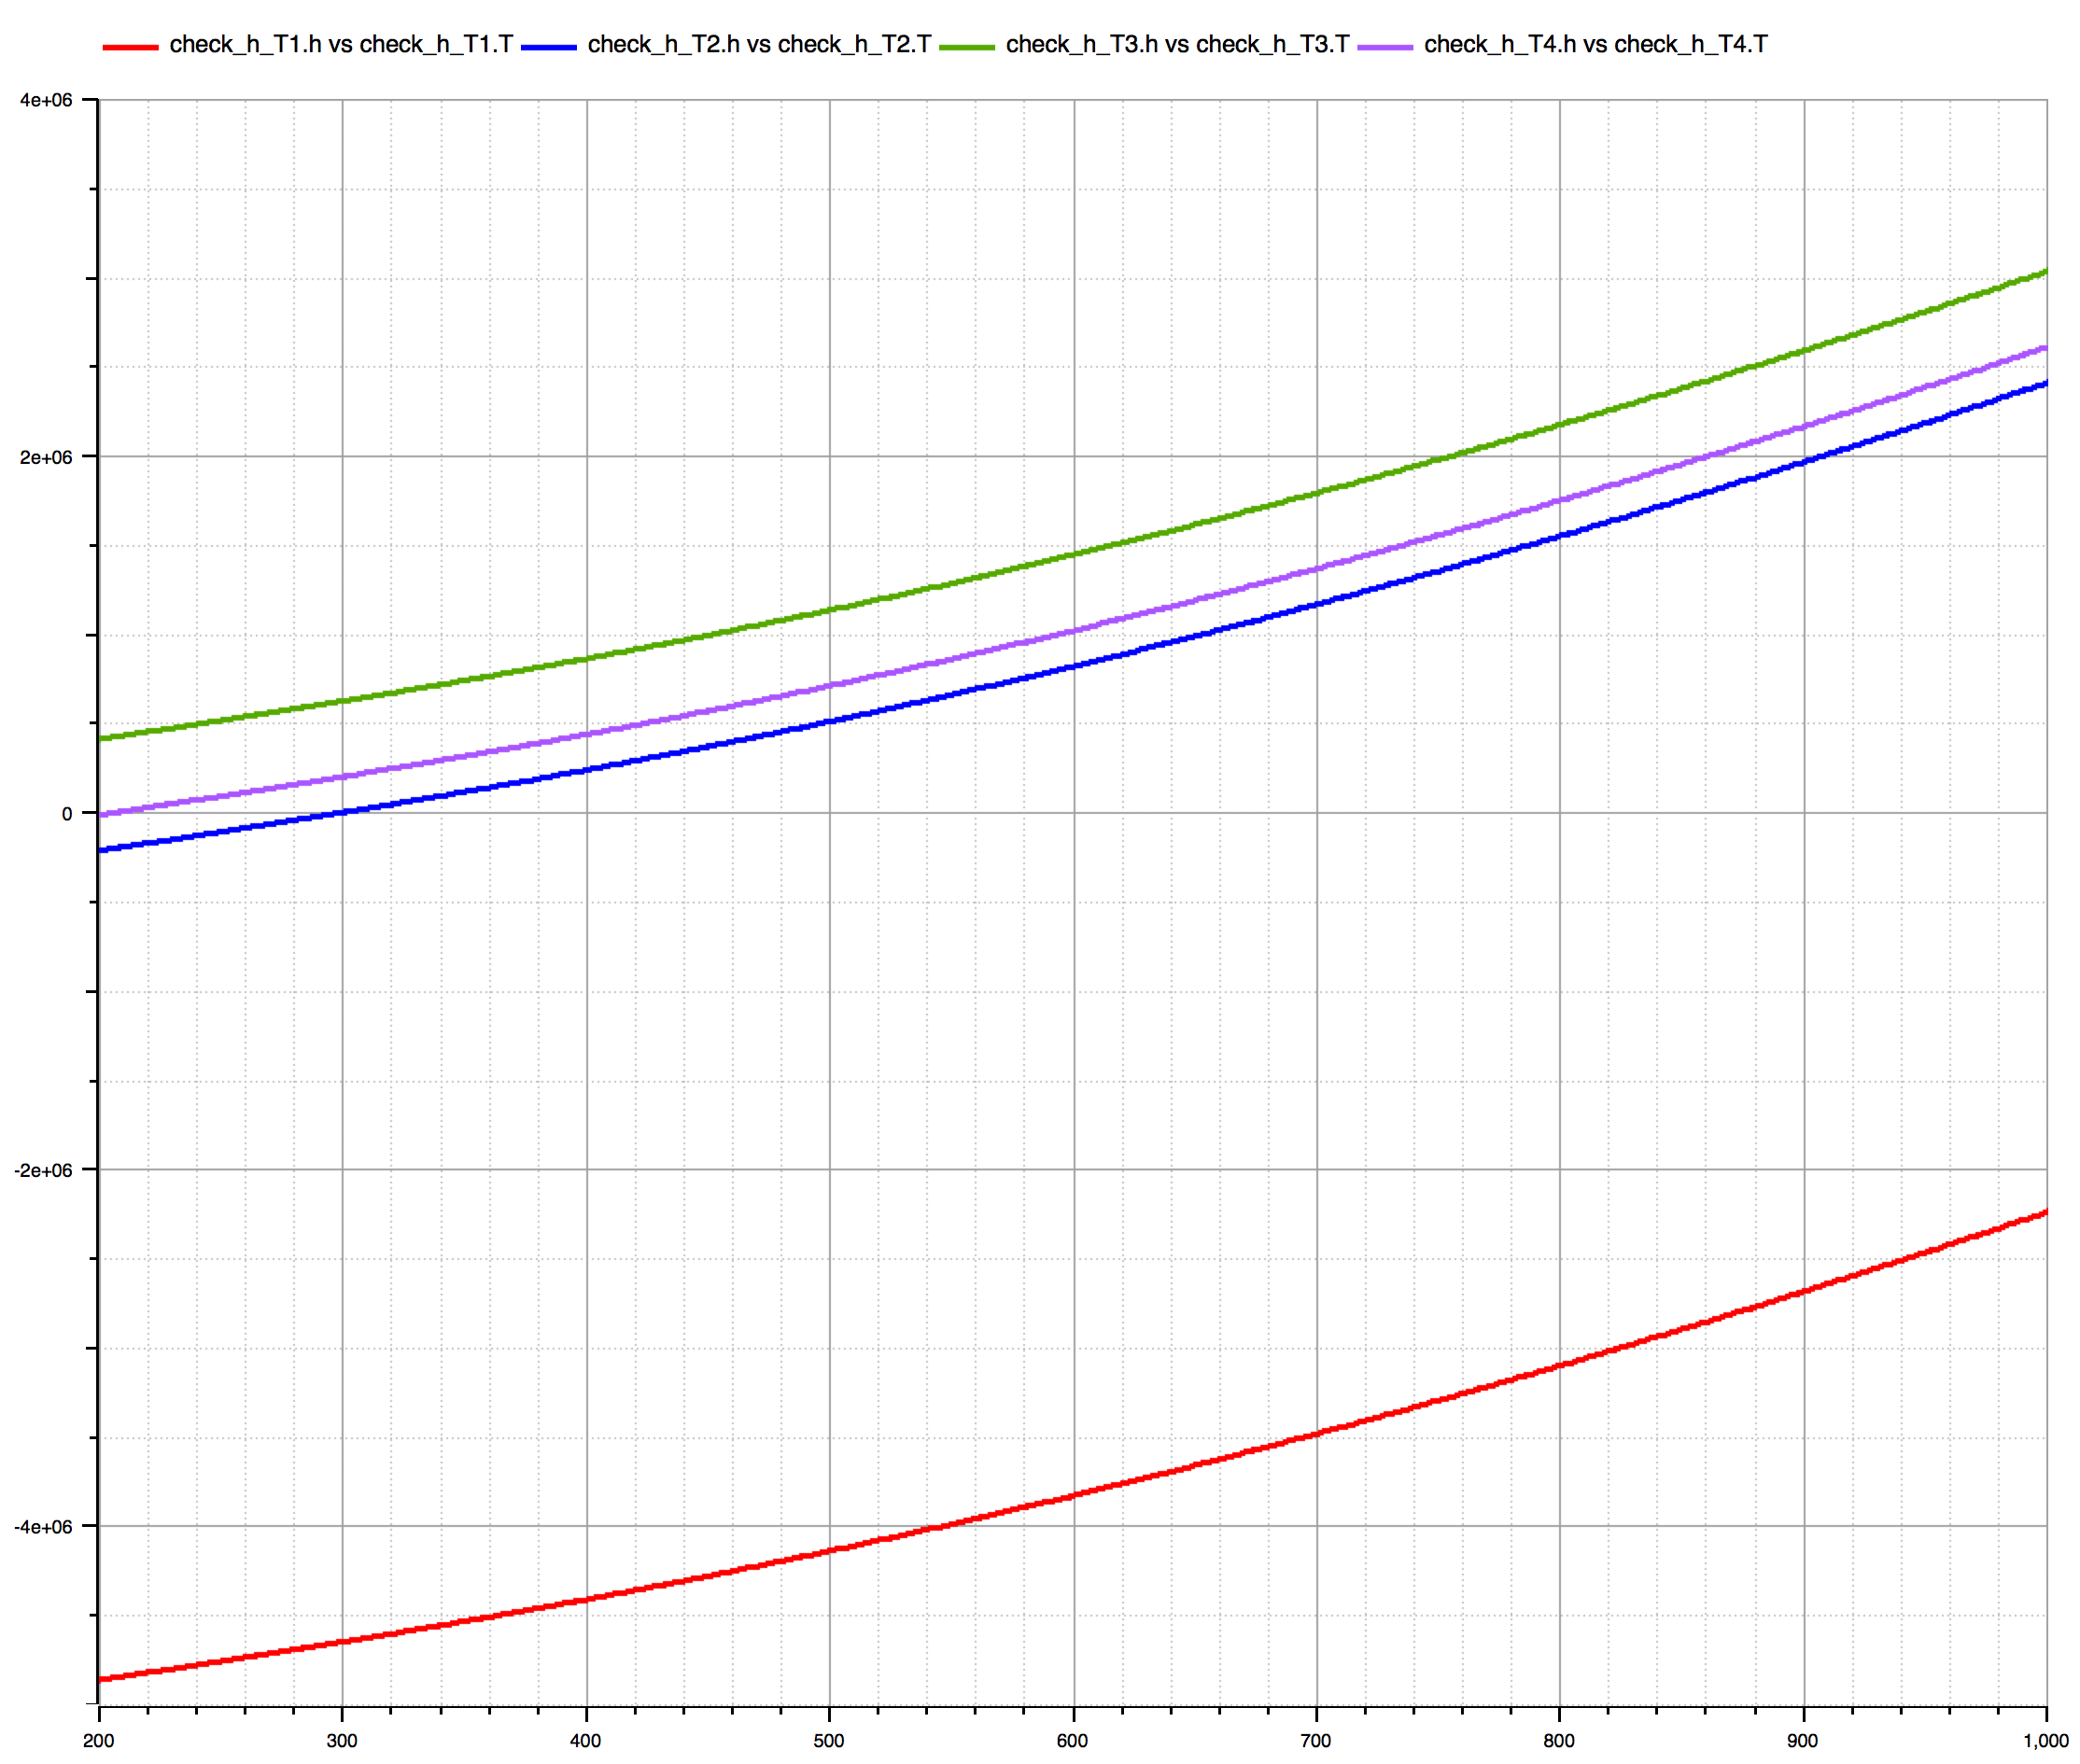 check_h_T1.h vs check_h_T1.T check_h_T2.h vs check_h_T2.T check_h_T3.h vs check_h_T3.T check_h_T4.h vs check_h_T4.T
4e+06
2e+06
0
-2e+06
-4e+06
200 300 400 500 600 700 800 900 1,000